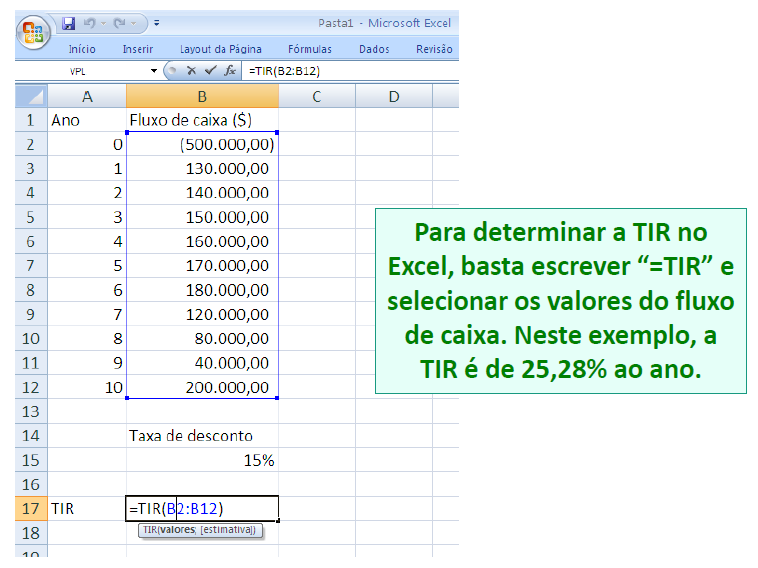 Pasta1 - Microsoft Excel
Início Inserir Layout da Página Fórmulas Dados Revisão
VPL fx =TIR(B2:B12)
A B C D
1 Ano Fluxo de caixa ($)
2 0 (500.000,00)
3 1 130.000,00
4 2 140.000,00
5 3 150.000,00
6 4 160.000,00
7 5 170.000,00
8 6 180.000,00
9 7 120.000,00
10 8 80.000,00
11 9 40.000,00
12 10 200.000,00
13
14 Taxa de desconto
15 15%
16
17 TIR =TIR(B2:B12)
18 TIR(valores; [estimativa])
19
Para determinar a TIR no
Excel, basta escrever “=TIR” e
selecionar os valores do fluxo
de caixa. Neste exemplo, a
TIR é de 25,28% ao ano.